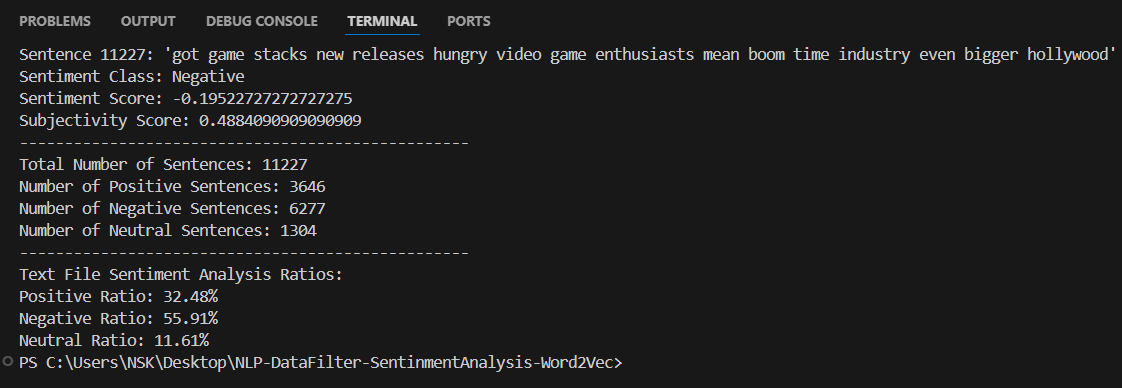 PROBLEMS OUTPUT DEBUG CONSOLE TERMINAL PORTS
Sentence 11227: 'got game stacks new releases hungry video game enthusiasts mean boom time industry even bigger hollywood'
Sentiment Class: Negative
Sentiment Score: -0.19522727272727275
Subjectivity Score: 0.4884090909090909
--------------------------------------------------
Total Number of Sentences: 11227
Number of Positive Sentences: 3646
Number of Negative Sentences: 6277
Number of Neutral Sentences: 1304
--------------------------------------------------
Text File Sentiment Analysis Ratios:
Positive Ratio: 32.48%
Negative Ratio: 55.91%
Neutral Ratio: 11.61%
PS C:\Users\NSK\Desktop\NLP-DataFilter-SentinmentAnalysis-Word2Vec>